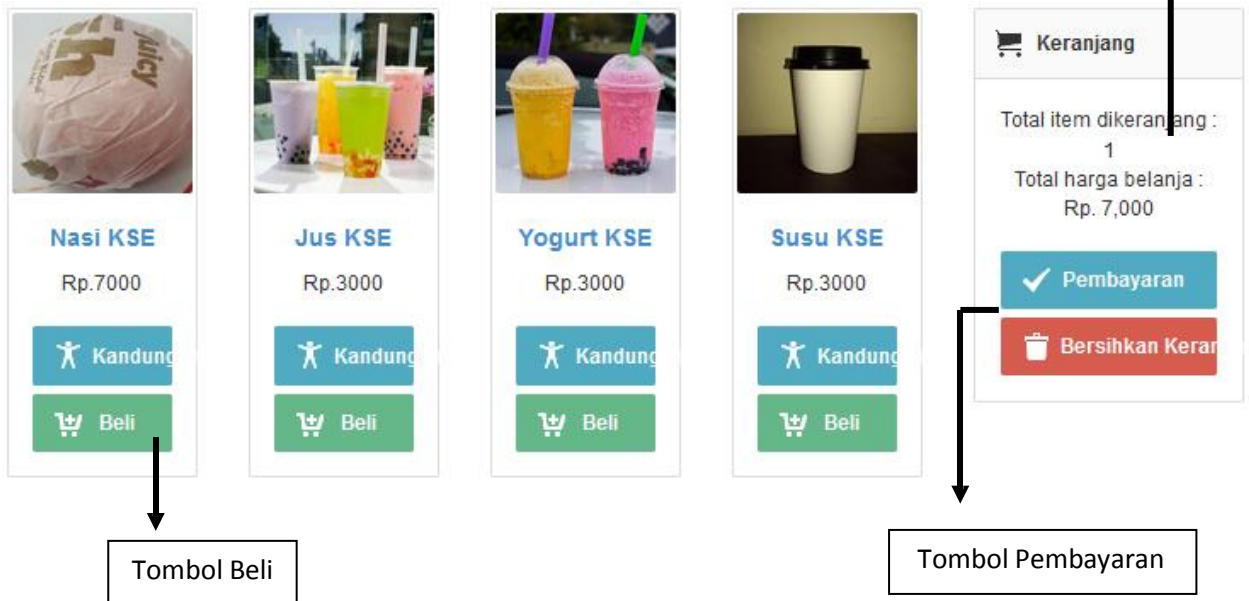 Juicy
h
Nasi KSE
Rp.7000
Kandung
Beli
Jus KSE
Rp.3000
Kandung
Beli
Yogurt KSE
Rp.3000
Kandung
Beli
Susu KSE
Rp.3000
Kandung
Beli
Keranjang
Total item dikeranjang :
1
Total harga belanja :
Rp. 7,000
Pembayaran
Bersihkan Keran
Tombol Beli
Tombol Pembayaran